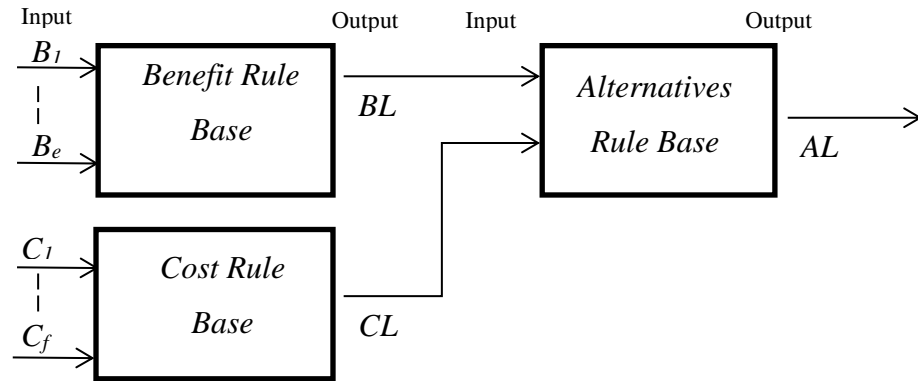 Input
Output
Input
Output
B1
Be
Benefit Rule
Base
BL
Alternatives
Rule Base
AL
C1
Cf
Cost Rule
Base
CL